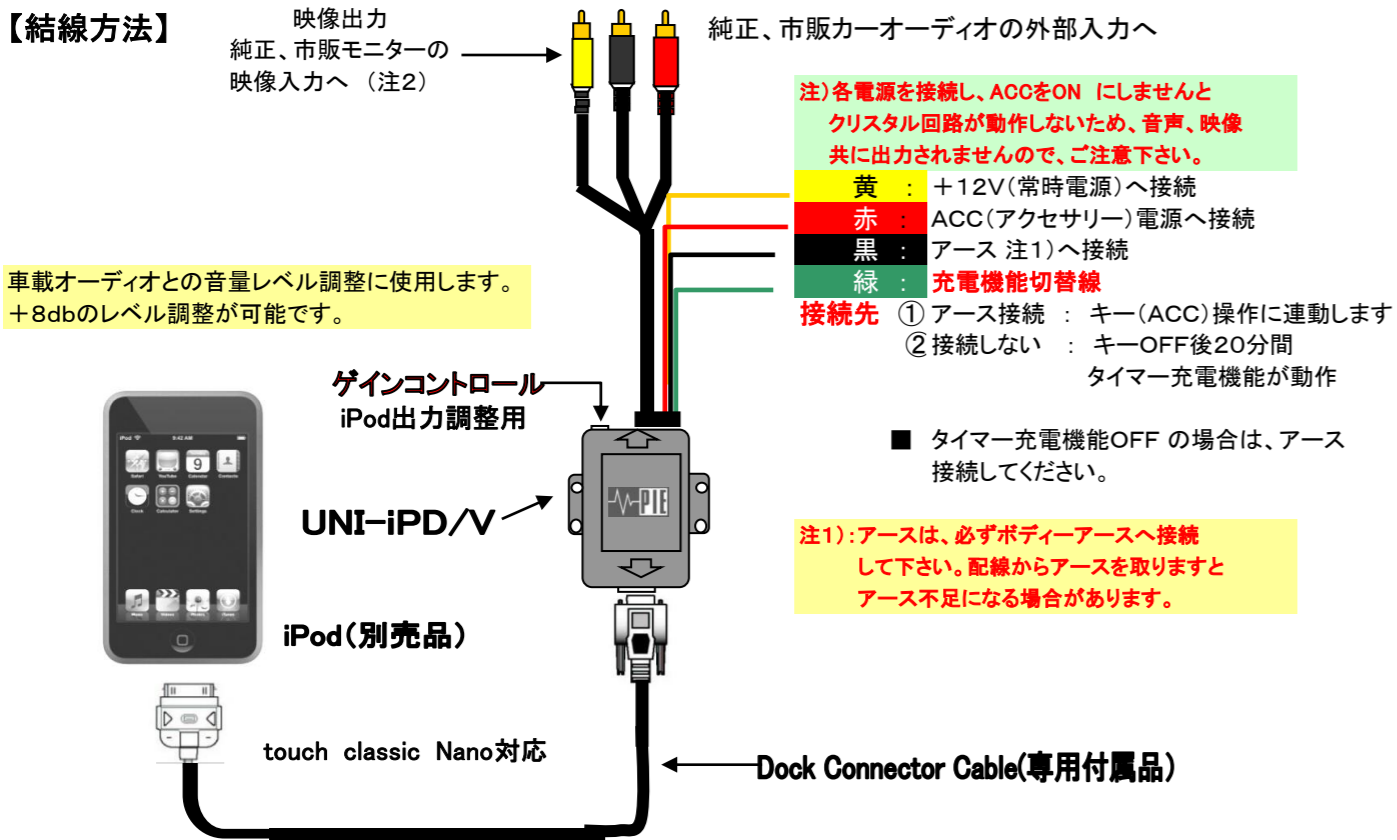 【結線方法】
映像出力
純正、市販モニターの
映像入力へ （注2）
純正、市販カーオーディオの外部入力へ
注）各電源を接続し、ACCをON にしませんと
クリスタル回路が動作しないため、音声、映像
共に出力されませんので、ご注意下さい。
黄 : ＋12V（常時電源）へ接続
赤 : ACC（アクセサリー）電源へ接続
黒 : アース 注1）へ接続
緑 : 充電機能切替線
接続先 ① アース接続 : キー（ACC）操作に連動します
② 接続しない : キーOFF後20分間
タイマー充電機能が動作
車載オーディオとの音量レベル調整に使用します。
＋8dbのレベル調整が可能です。
ゲインコントロール
iPod出力調整用
■ タイマー充電機能OFF の場合は、アース
接続してください。
UNI-iPD/V
PIE
注1）:アースは、必ずボディーアースへ接続
して下さい。配線からアースを取りますと
アース不足になる場合があります。
iPod 9:42 AM
Safari YouTube Calendar Contacts
9
Clock Calculator Settings
Music Videos Photos iTunes
iPod（別売品）
touch classic Nano対応
Dock Connector Cable(専用付属品）